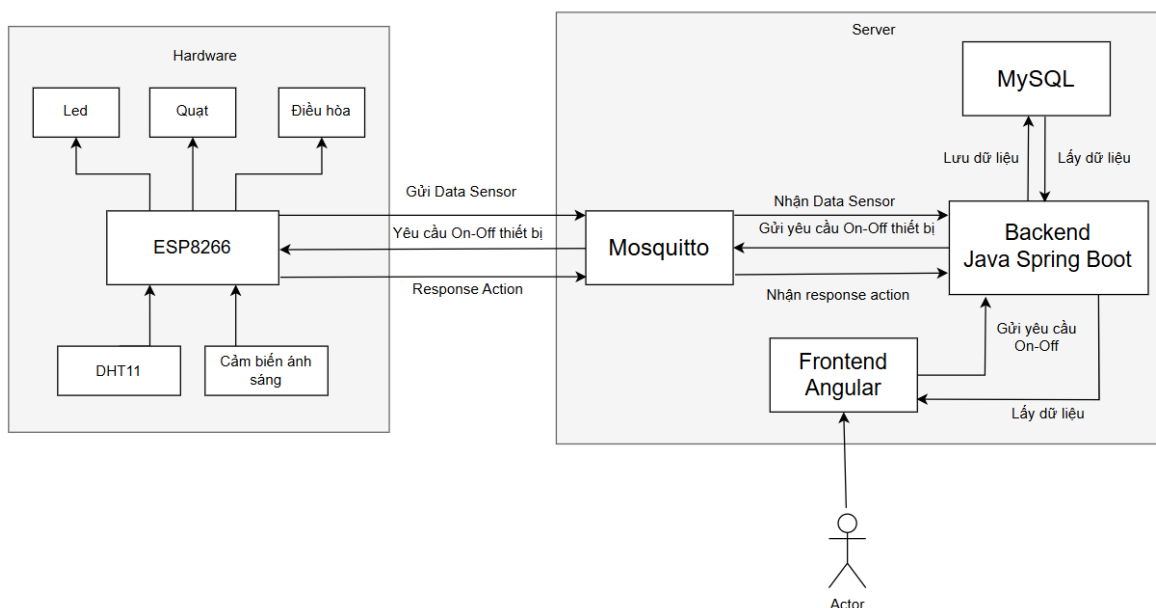 Hardware
Led
Quạt
Điều hòa
ESP8266
DHT11
Cảm biến ánh
sáng
Gửi Data Sensor
Yêu cầu On-Off thiết bị
Response Action
Server
Mosquitto
MySQL
Lưu dữ liệu
Lấy dữ liệu
Nhận Data Sensor
Gửi yêu cầu On-Off thiết bị
Nhận response action
Backend
Java Spring Boot
Gửi yêu cầu
On-Off
Frontend
Angular
Lấy dữ liệu
Actor